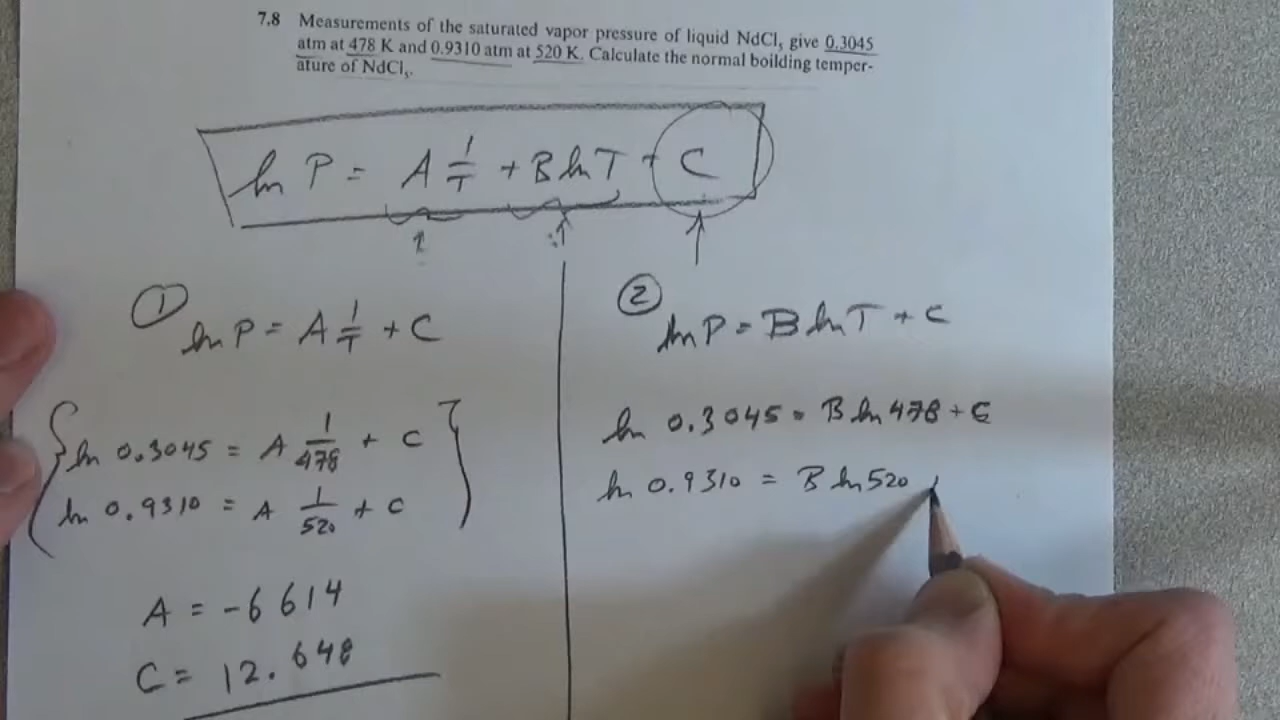 7.8 Measurements of the saturated vapor pressure of liquid NdCl, give 0.3045
atm at 478 K and 0.9310 atm at 520 K. Calculate the normal boilding temper-
ature of NdCl,.
ln P = A 1/T + B ln T + C
①
ln P = A 1/T + C
ln 0.3045 = A 1/478 + C
ln 0.9310 = A 1/520 + C
A = -6614
C = 12.648
②
ln P = B ln T + C
ln 0.3045 = B ln 478 + C
ln 0.9310 = B ln 520